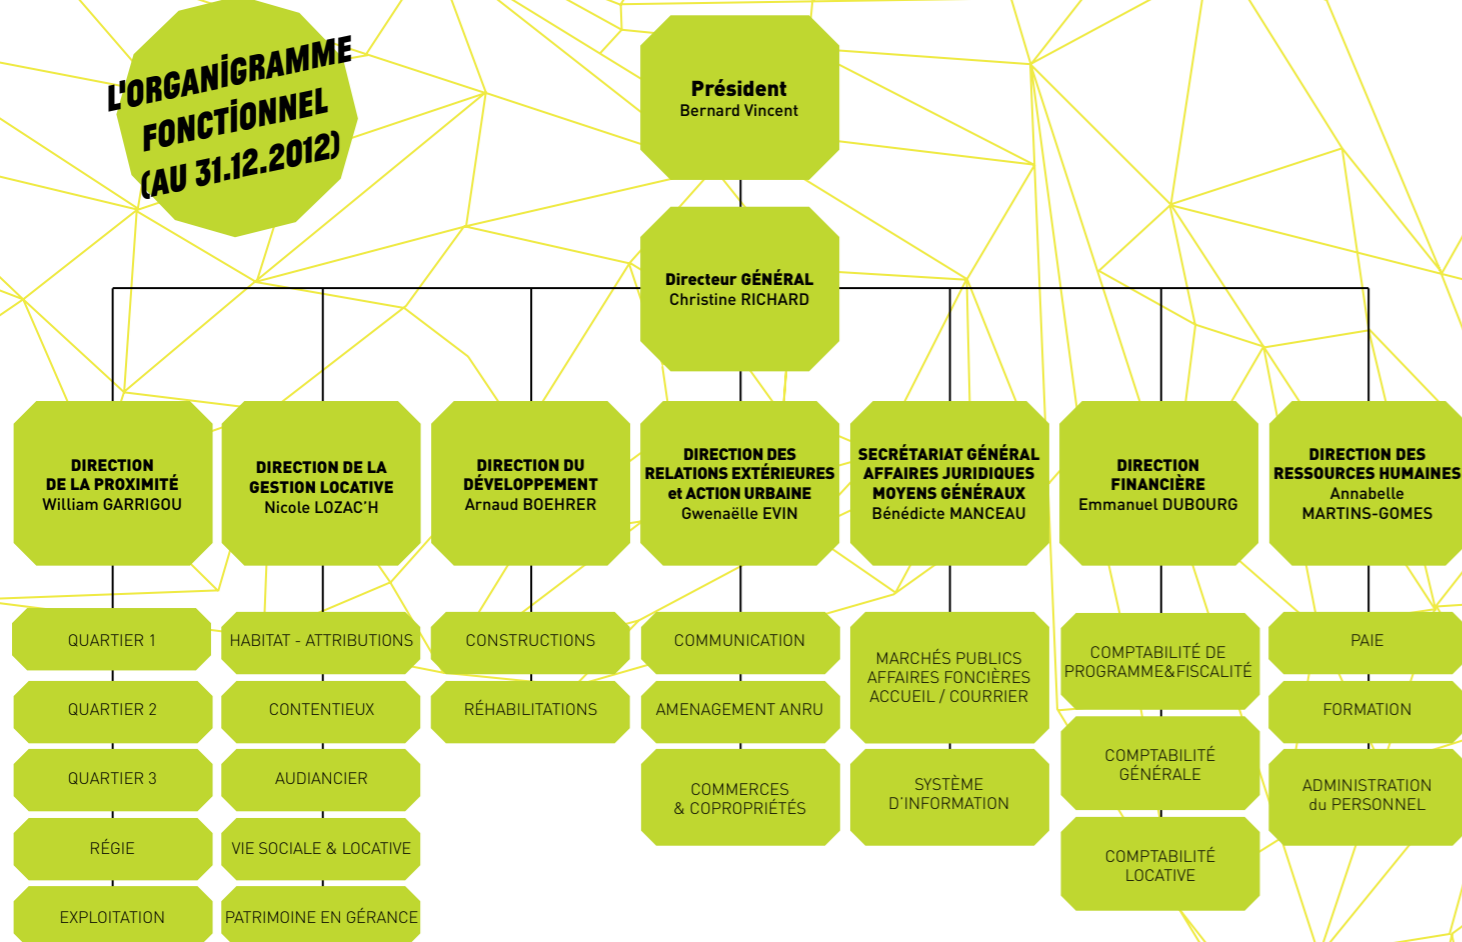 L'ORGANİGRAMME
FONCTİONNEL
(AU 31.12.2012)
Président
Bernard Vincent
Directeur GÉNÉRAL
Christine RICHARD
DIRECTION
DE LA PROXIMITÉ
William GARRIGOU
DIRECTION DE LA
GESTION LOCATIVE
Nicole LOZAC'H
DIRECTION DU
DÉVELOPPEMENT
Arnaud BOEHRER
DIRECTION DES
RELATIONS EXTÉRIEURES
et ACTION URBAINE
Gwenaëlle EVIN
SECRÉTARIAT GÉNÉRAL
AFFAIRES JURIDIQUES
MOYENS GÉNÉRAUX
Bénédicte MANCEAU
DIRECTION
FINANCIÈRE
Emmanuel DUBOURG
DIRECTION DES
RESSOURCES HUMAINES
Annabelle
MARTINS-GOMES
QUARTIER 1
QUARTIER 2
QUARTIER 3
RÉGIE
EXPLOITATION
HABITAT - ATTRIBUTIONS
CONTENTIEUX
AUDIANCIER
VIE SOCIALE & LOCATIVE
PATRIMOINE EN GÉRANCE
CONSTRUCTIONS
RÉHABILITATIONS
COMMUNICATION
AMENAGEMENT ANRU
COMMERCES
& COPROPRIÉTÉS
MARCHÉS PUBLICS
AFFAIRES FONCIÈRES
ACCUEIL / COURRIER
SYSTÈME
D'INFORMATION
COMPTABILITÉ DE
PROGRAMME&FISCALITÉ
COMPTABILITÉ
GÉNÉRALE
COMPTABILITÉ
LOCATIVE
PAIE
FORMATION
ADMINISTRATION
du PERSONNEL